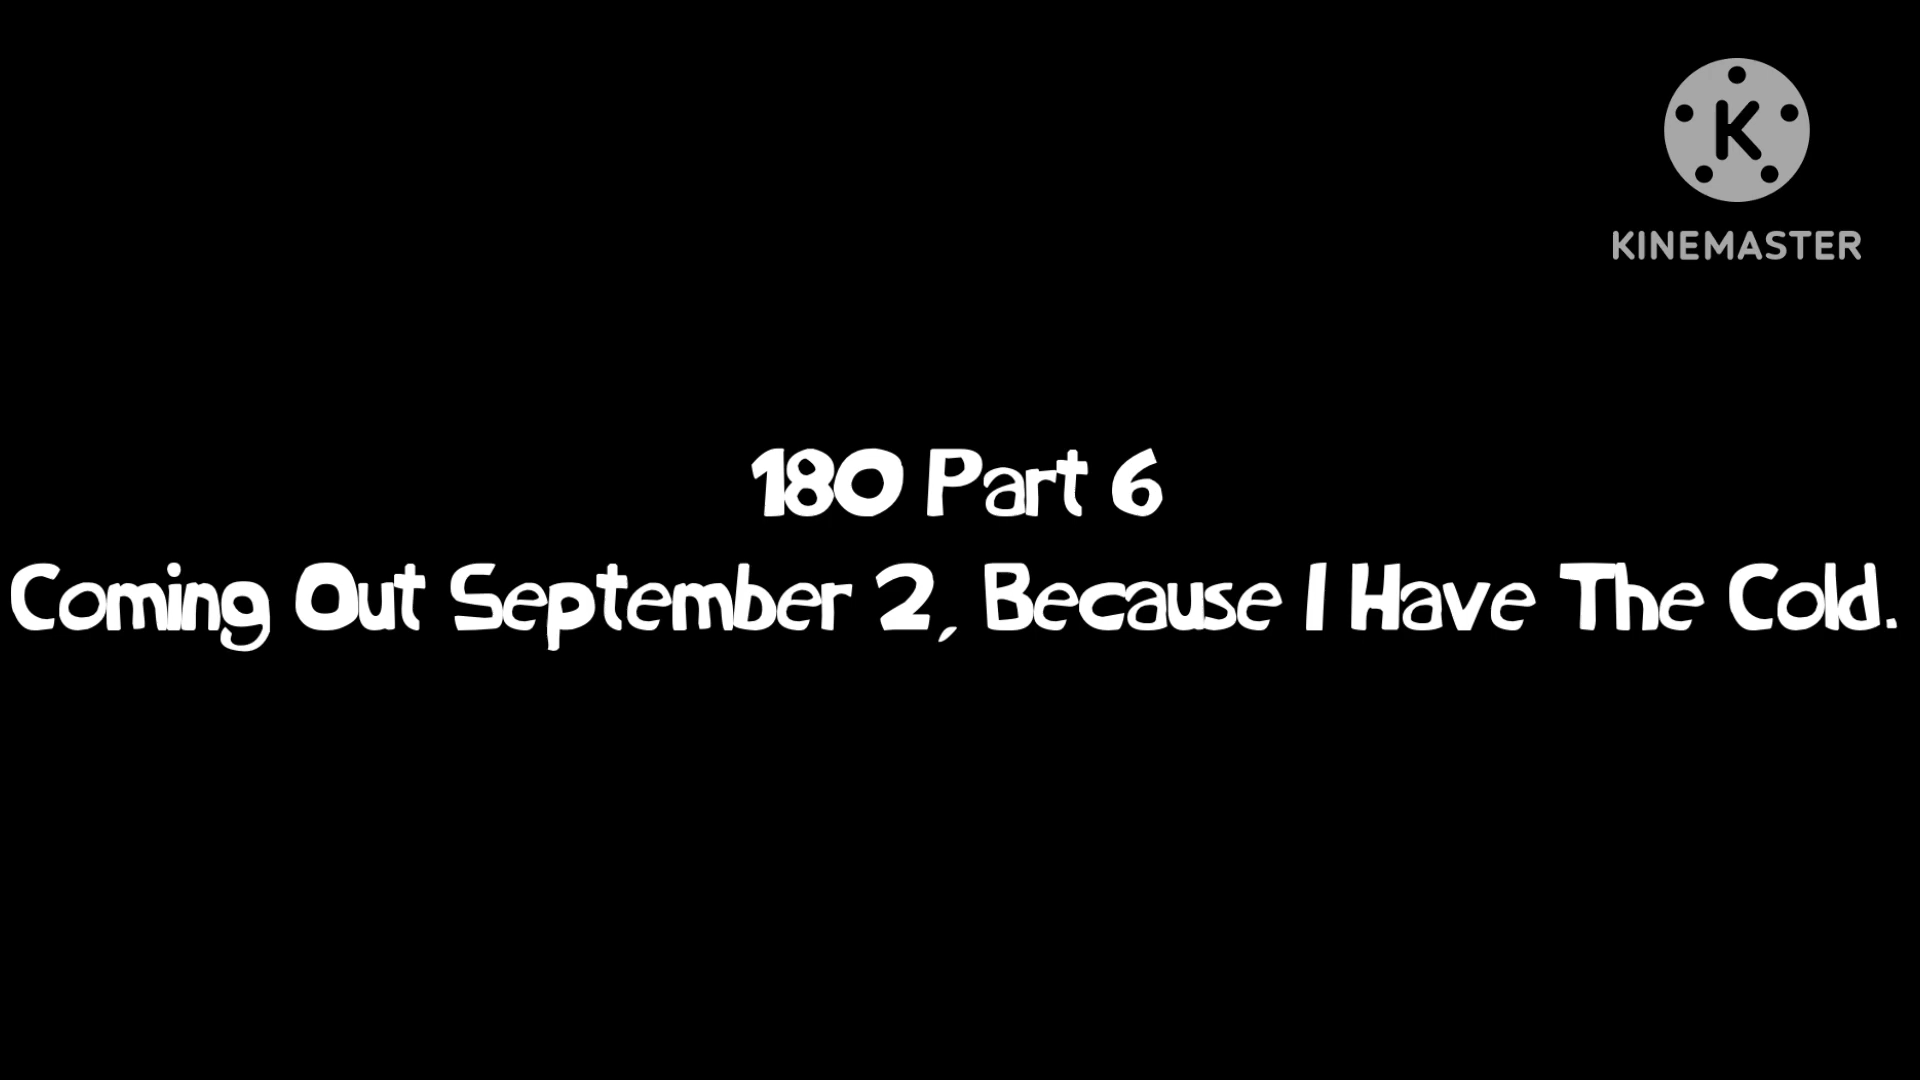 K
KINEMASTER
180 Part 6
Coming Out September 2, Because I Have The Cold.